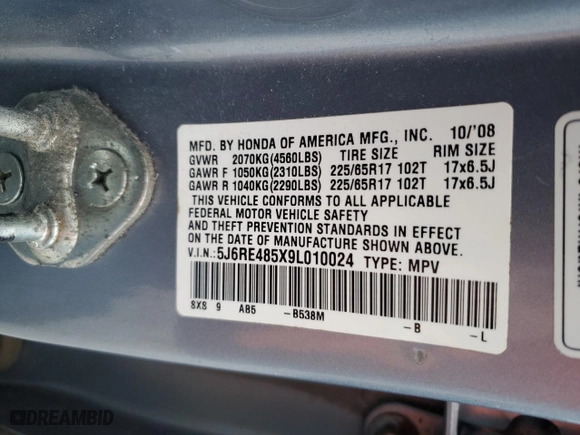 MFD. BY HONDA OF AMERICA MFG., INC. 10/'08
GVWR 2070KG(4560LBS) TIRE SIZE RIM SIZE
GAWR F 1050KG(2310LBS) 225/65R17 102T 17x6.5J
GAWR R 1040KG(2290LBS) 225/65R17 102T 17x6.5J
THIS VEHICLE CONFORMS TO ALL APPLICABLE
FEDERAL MOTOR VEHICLE SAFETY
AND THEFT PREVENTION STANDARDS IN EFFECT
ON THE DATE OF MANUFACTURE SHOWN ABOVE.
V.I.N.: 5J6RE485X9L010024 TYPE: MPV
SXS 9 A85 -B538M -B -L
DREAMBID